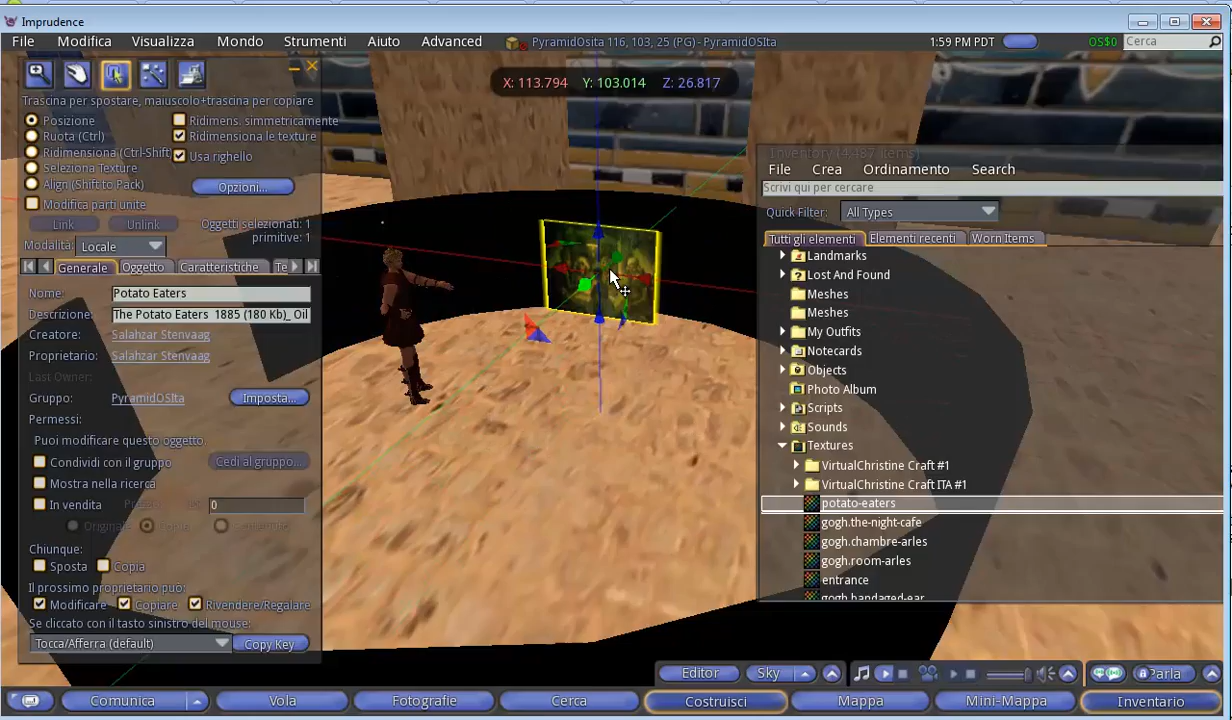 Imprudence
File Modifica Visualizza Mondo Strumenti Aiuto Advanced PyramidOSita 116, 103, 25 (PG) - PyramidOSIta 1:59 PM PDT OS$0 Cerca
X: 113.794 Y: 103.014 Z: 26.817
Trascina per spostare, maiuscolo+trascina per copiare
Posizione
Ruota (Ctrl)
Ridimensiona (Ctrl-Shift
Seleziona Texture
Align (Shift to Pack)
Modifica parti unite
Ridimens. simmetricamente
Ridimensiona le texture
Usa righello
Opzioni...
Link Unlink
Oggetti selezionati: 1
primitive: 1
Modalità: Locale
Generale Oggetto Caratteristiche Te
Nome: Potato Eaters
Descrizione: The Potato Eaters 1885 (180 Kb)_ Oil
Creatore: Salahzar Stenvaag
Proprietario: Salahzar Stenvaag
Last Owner:
Gruppo: PyramidOSIta Imposta...
Permessi:
Puoi modificare questo oggetto.
Condividi con il gruppo Cedi al gruppo...
Mostra nella ricerca
In vendita 0
Originale
Chiunque:
Sposta Copia
Il prossimo proprietario può:
Modificare Copiare Rivendere/Regalare
Se cliccato con il tasto sinistro del mouse:
Tocca/Afferra (default) Copy Key
Inventory (4,487 items)
File Crea Ordinamento Search
Scrivi qui per cercare
Quick Filter: All Types
Tutti gli elementi Elementi recenti Worn Items
Landmarks
Lost And Found
Meshes
Meshes
My Outfits
Notecards
Objects
Photo Album
Scripts
Sounds
Textures
VirtualChristine Craft #1
VirtualChristine Craft ITA #1
potato-eaters
gogh.the-night-cafe
gogh.chambre-arles
gogh.room-arles
entrance
gogh.bandaged-ear
Editor Sky Parla
Comunica Vola Fotografie Cerca Costruisci Mappa Mini-Mappa Inventario